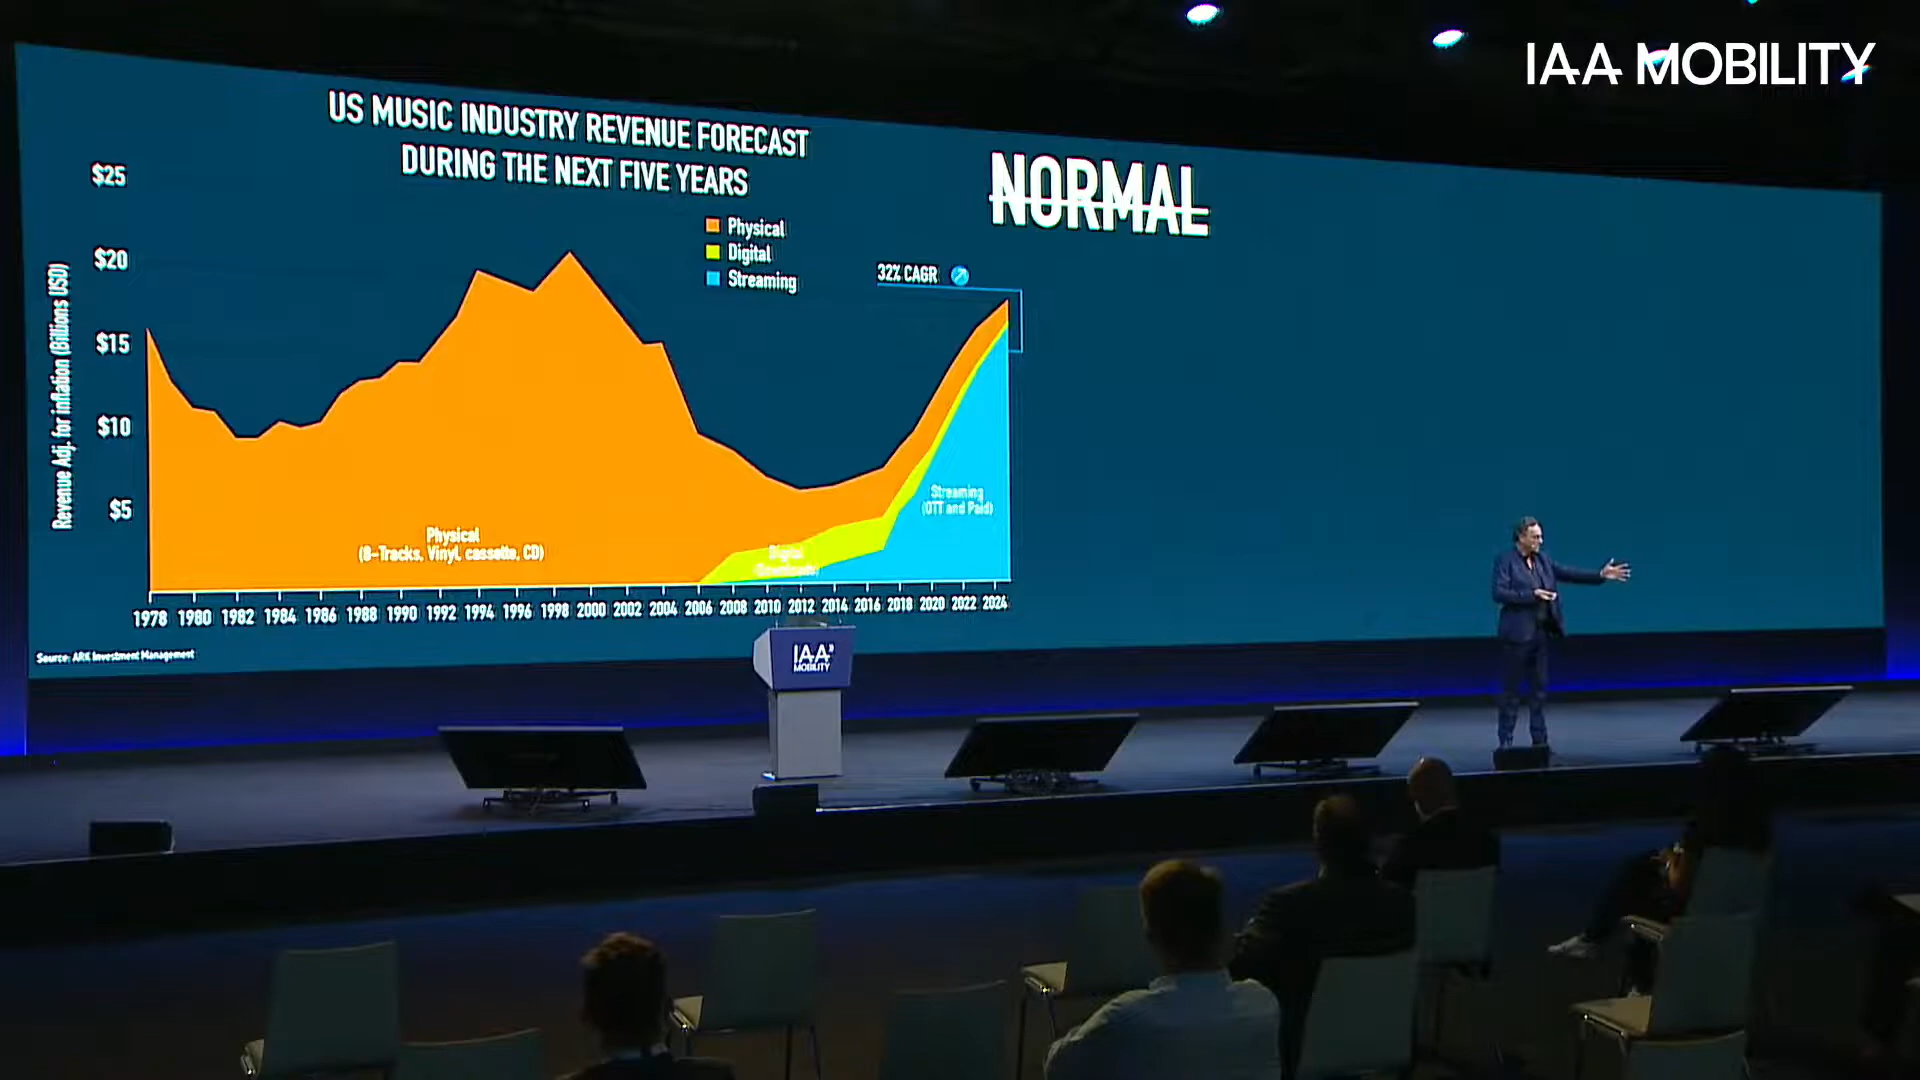 IAA MOBILITY
US MUSIC INDUSTRY REVENUE FORECAST
DURING THE NEXT FIVE YEARS
NORMAL
$25
$20
$15
$10
$5
Revenue Adj. for inflation (Billions USD)
Physical
Digital
Streaming
32% CAGR
Streaming
(OTT and Paid)
Physical
(8-Tracks, Vinyl, cassette, CD)
Digital
1978 1980 1982 1984 1986 1988 1990 1992 1994 1996 1998 2000 2002 2004 2006 2008 2010 2012 2014 2016 2018 2020 2022 2024
Source: ARK Investment Management
IAA
MOBILITY